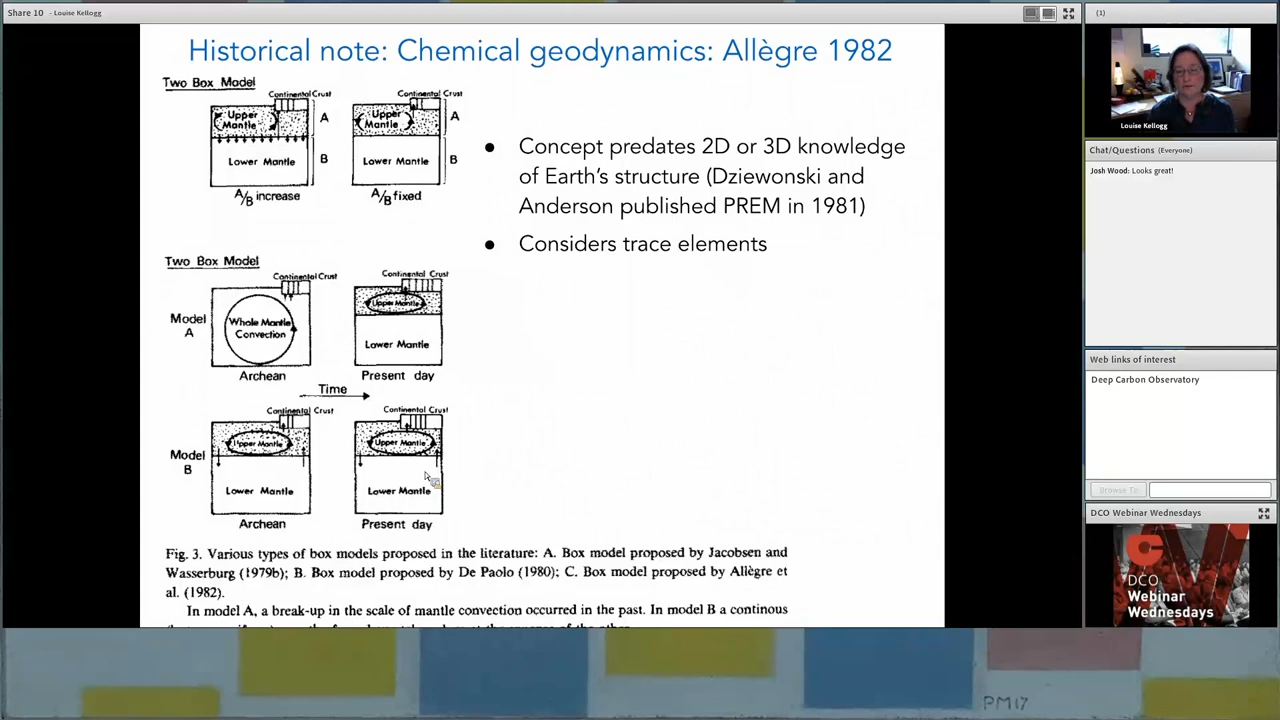 Share 10 - Louise Kellogg
Historical note: Chemical geodynamics: Allègre 1982
Two Box Model
Continental Crust
Upper Mantle
A
Lower Mantle
B
A/B increase
Continental Crust
Upper Mantle
A
Lower Mantle
B
A/B fixed
Two Box Model
Continental Crust
Model A
Whole Mantle Convection
Archean
Continental Crust
Upper Mantle
Lower Mantle
Present day
Time
Continental Crust
Model B
Upper Mantle
Lower Mantle
Archean
Continental Crust
Upper Mantle
Lower Mantle
Present day
Fig. 3. Various types of box models proposed in the literature: A. Box model proposed by Jacobsen and
Wasserburg (1979b); B. Box model proposed by De Paolo (1980); C. Box model proposed by Allègre et
al. (1982).
In model A, a break-up in the scale of mantle convection occurred in the past. In model B a continous
• Concept predates 2D or 3D knowledge
of Earth's structure (Dziewonski and
Anderson published PREM in 1981)
• Considers trace elements
(1)
Louise Kellogg
Chat/Questions (Everyone)
Josh Wood: Looks great!
Web links of interest
Deep Carbon Observatory
Browse To
DCO Webinar Wednesdays
DCO
Webinar
Wednesdays
PM17